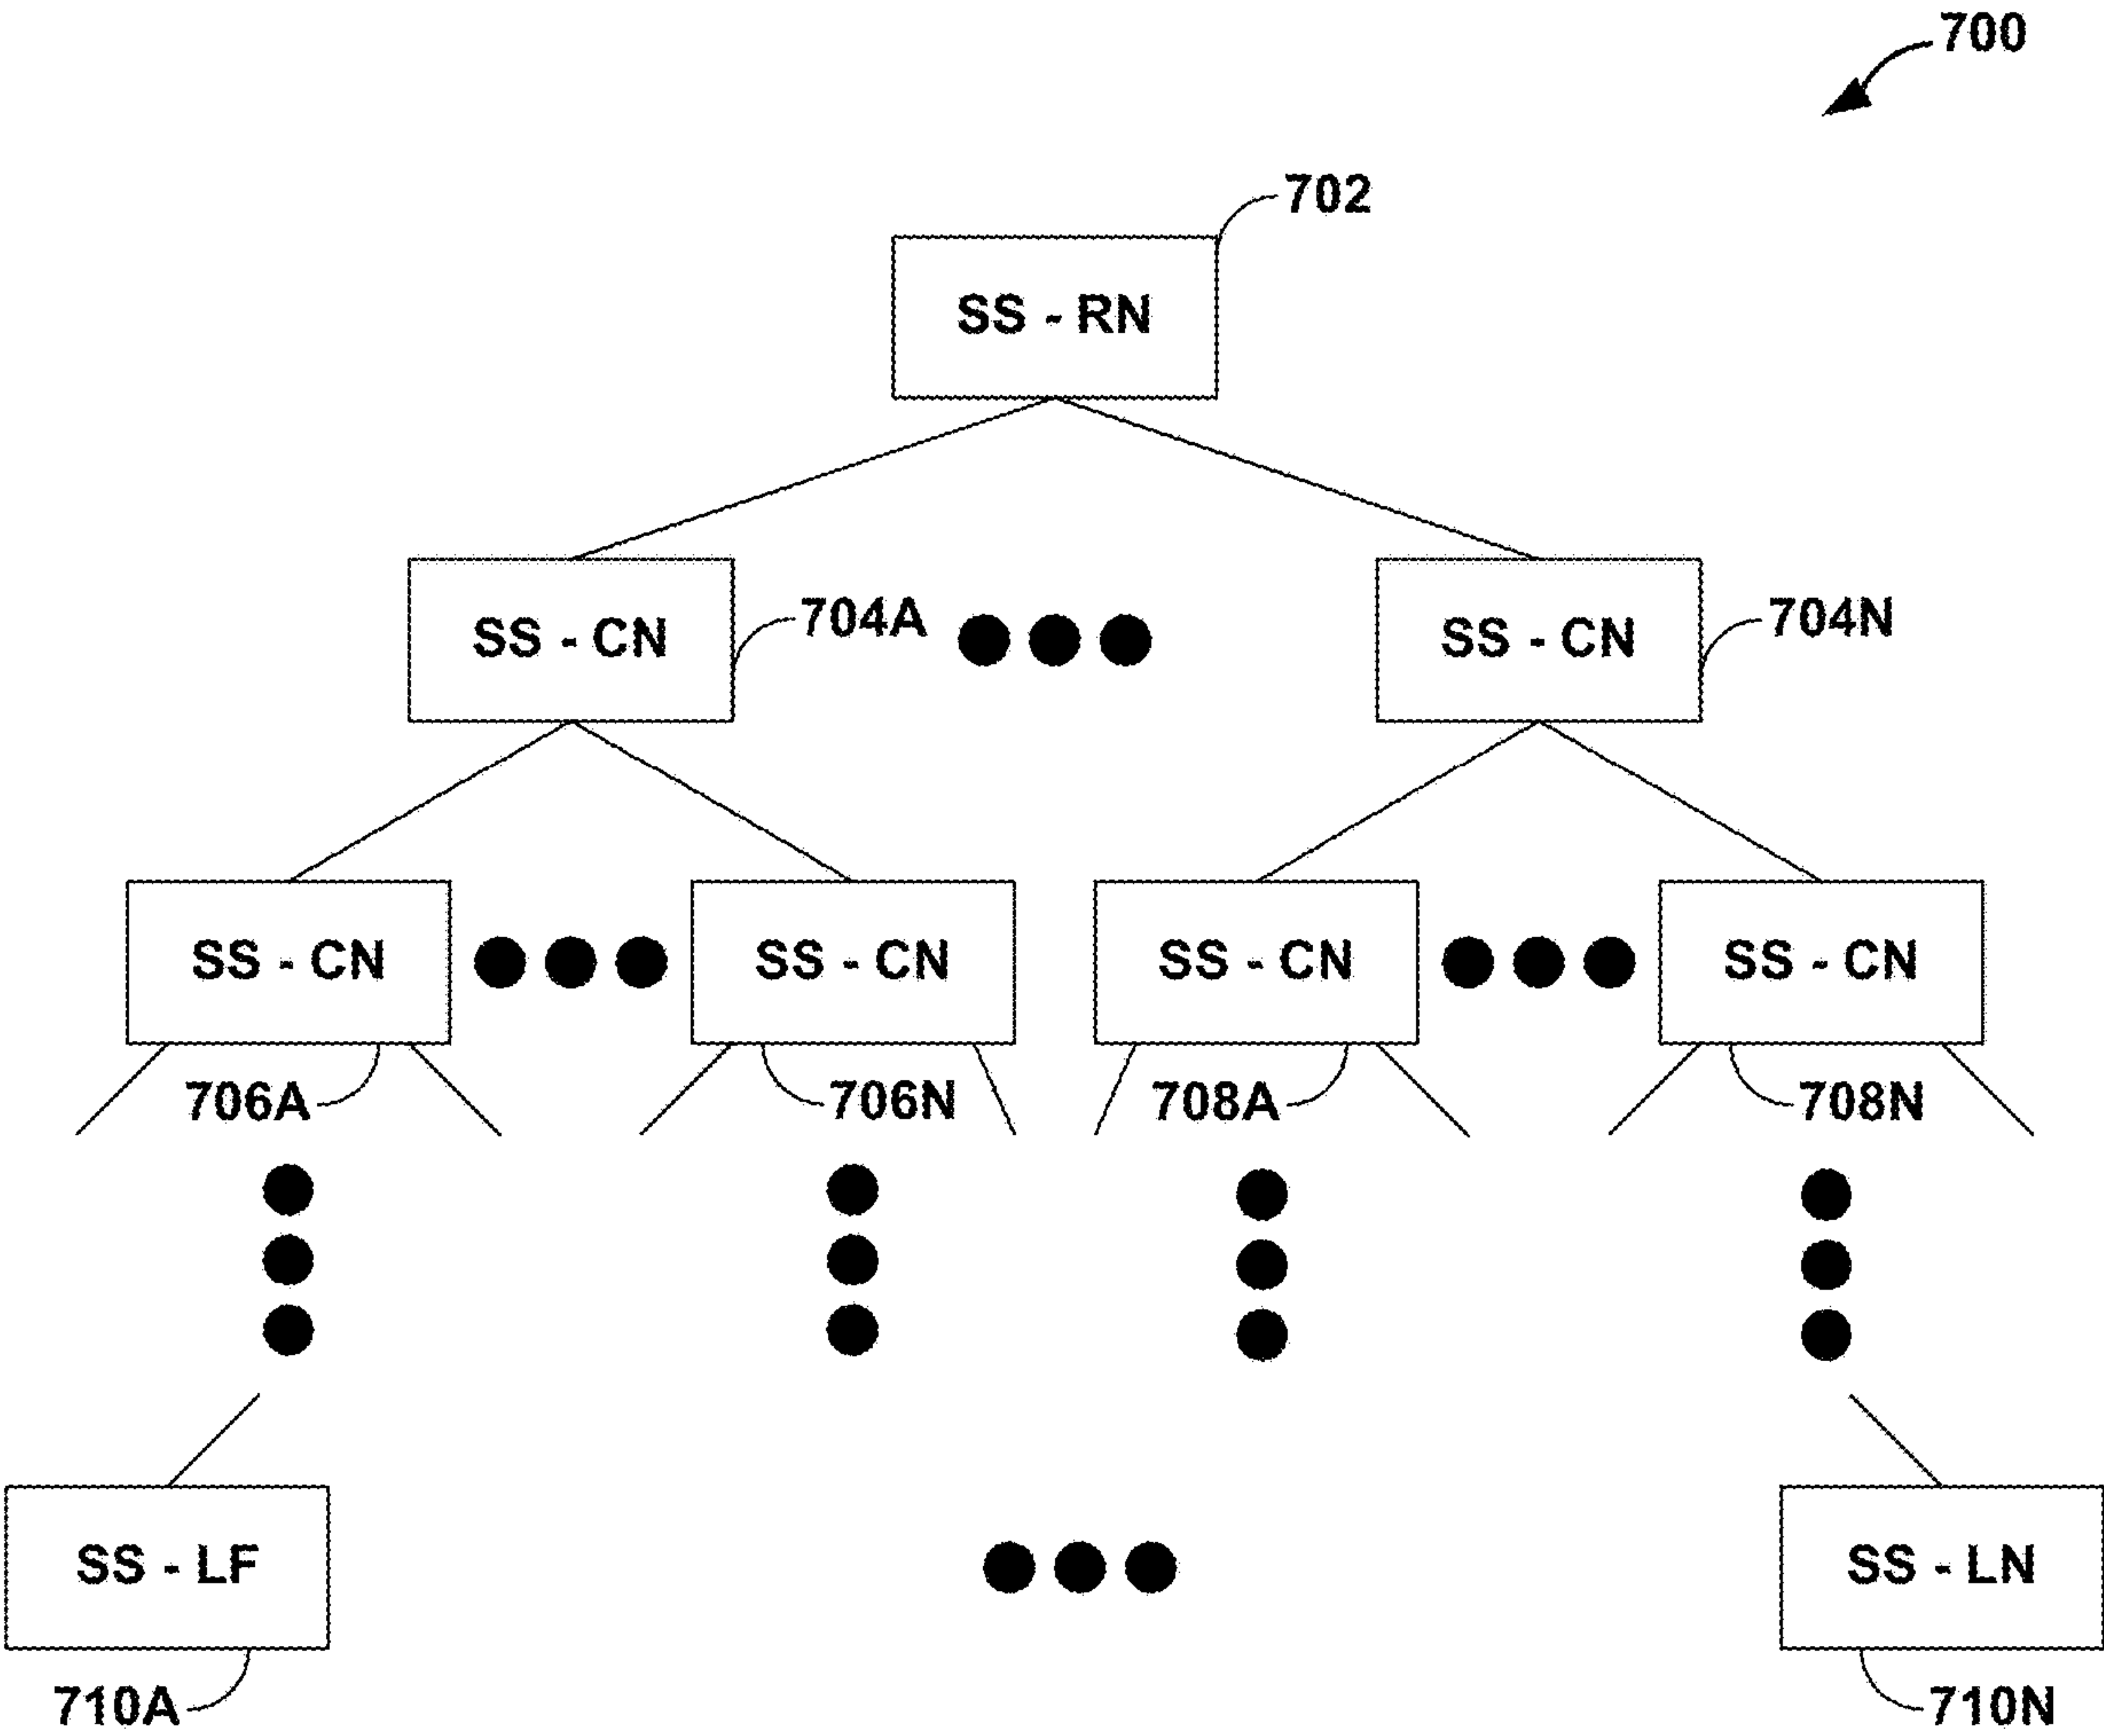 700
702
SS - RN
SS - CN
704A
SS - CN
704N
SS - CN
SS - CN
SS - CN
SS - CN
706A
706N
708A
708N
SS - LF
SS - LN
710A
710N